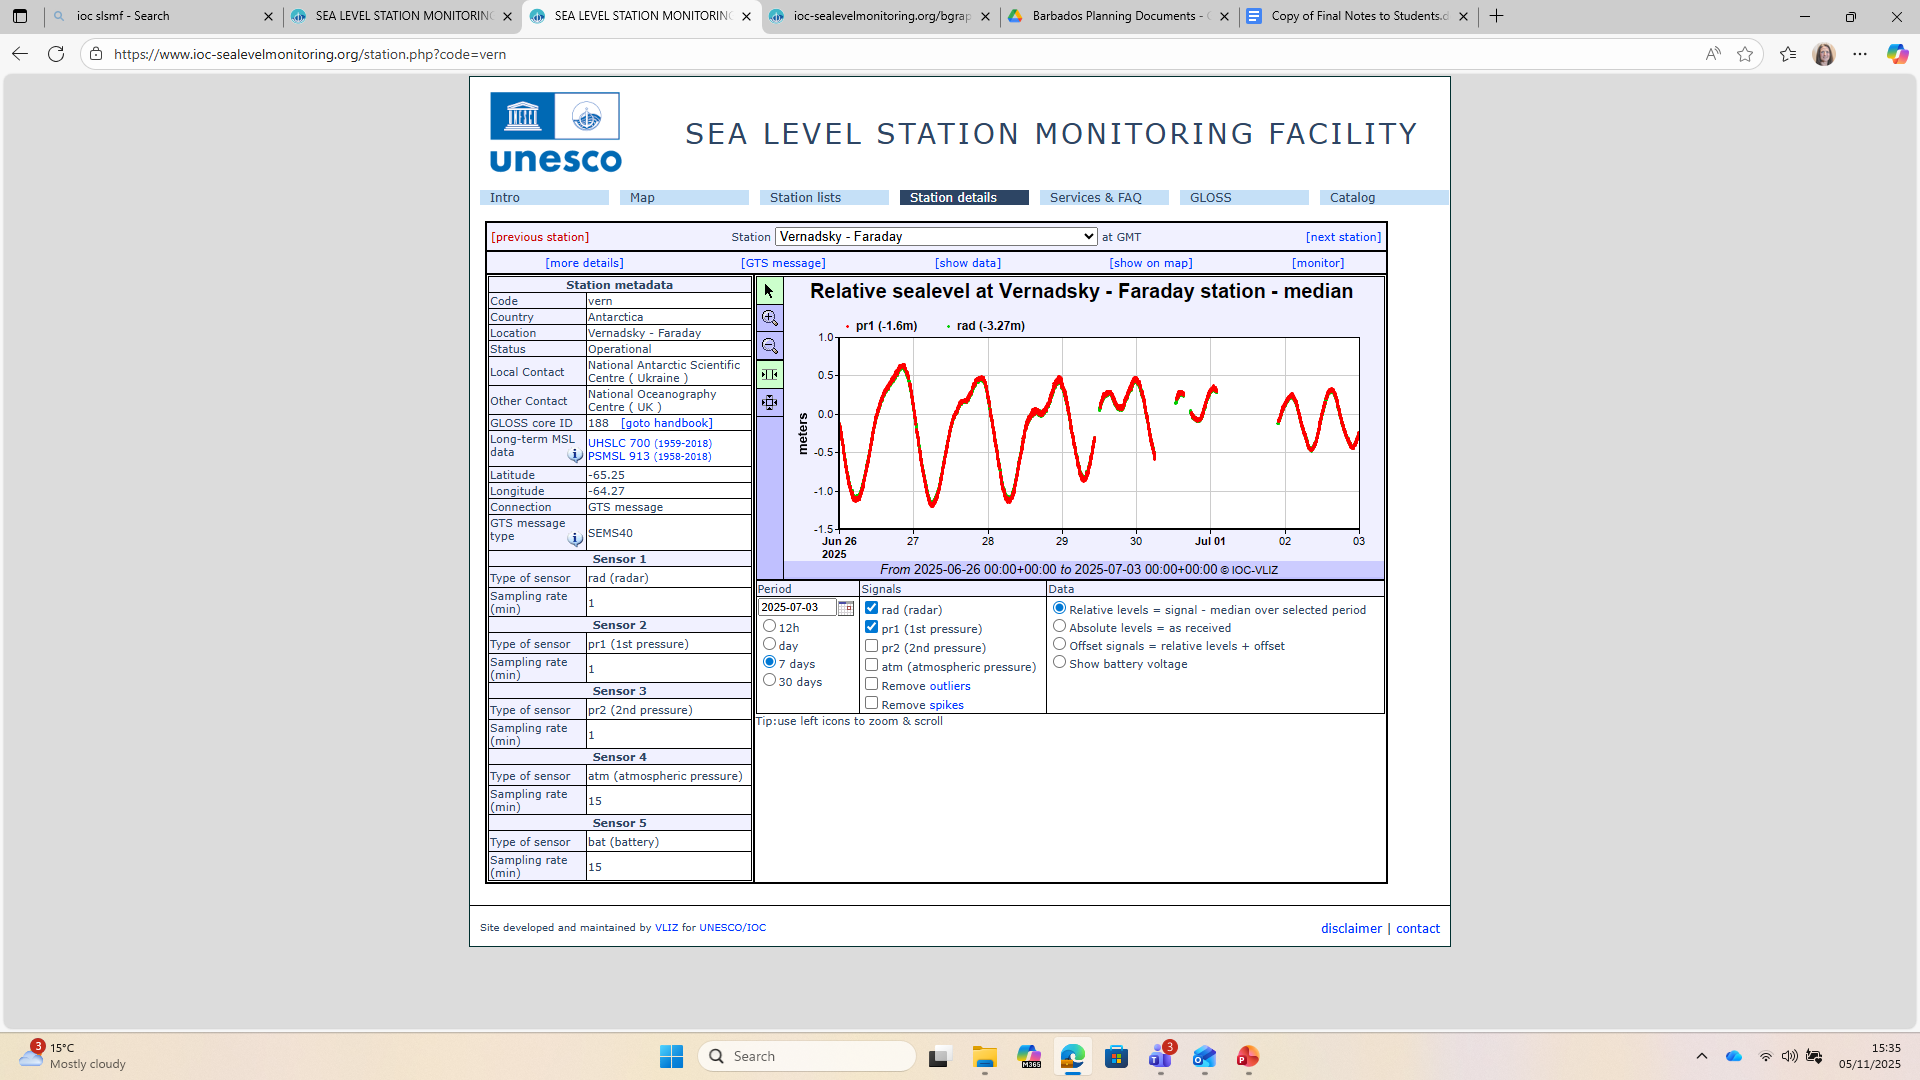 ioc slsmf - Search
SEA LEVEL STATION MONITORING
SEA LEVEL STATION MONITORING
ioc-sealevelmonitoring.org/bgrap
Barbados Planning Documents -
Copy of Final Notes to Students.d
https://www.ioc-sealevelmonitoring.org/station.php?code=vern
unesco
SEA LEVEL STATION MONITORING FACILITY
Intro
Map
Station lists
Station details
Services & FAQ
GLOSS
Catalog
[previous station]
Station Vernadsky - Faraday at GMT
[next station]
[more details]
[GTS message]
[show data]
[show on map]
[monitor]
Station metadata
Code vern
Country Antarctica
Location Vernadsky - Faraday
Status Operational
Local Contact National Antarctic Scientific
Centre ( Ukraine )
Other Contact National Oceanography
Centre ( UK )
GLOSS core ID 188 [goto handbook]
Long-term MSL
data
UHSLC 700 (1959-2018)
PSMSL 913 (1958-2018)
Latitude -65.25
Longitude -64.27
Connection GTS message
GTS message
type
SEMS40
Sensor 1
Type of sensor rad (radar)
Sampling rate
(min)
1
Sensor 2
Type of sensor pr1 (1st pressure)
Sampling rate
(min)
1
Sensor 3
Type of sensor pr2 (2nd pressure)
Sampling rate
(min)
1
Sensor 4
Type of sensor atm (atmospheric pressure)
Sampling rate
(min)
15
Sensor 5
Type of sensor bat (battery)
Sampling rate
(min)
15
Relative sealevel at Vernadsky - Faraday station - median
pr1 (-1.6m) rad (-3.27m)
meters
1.0
0.5
0.0
-0.5
-1.0
-1.5
Jun 26 27 28 29 30 Jul 01 02 03
2025
From 2025-06-26 00:00+00:00 to 2025-07-03 00:00+00:00 © IOC-VLIZ
Period
2025-07-03
12h
day
7 days
30 days
Signals
rad (radar)
pr1 (1st pressure)
pr2 (2nd pressure)
atm (atmospheric pressure)
Remove outliers
Remove spikes
Data
Relative levels = signal - median over selected period
Absolute levels = as received
Offset signals = relative levels + offset
Show battery voltage
Tip:use left icons to zoom & scroll
Site developed and maintained by VLIZ for UNESCO/IOC
disclaimer | contact
3
15°C
Mostly cloudy
Search
M365
3
15:35
05/11/2025